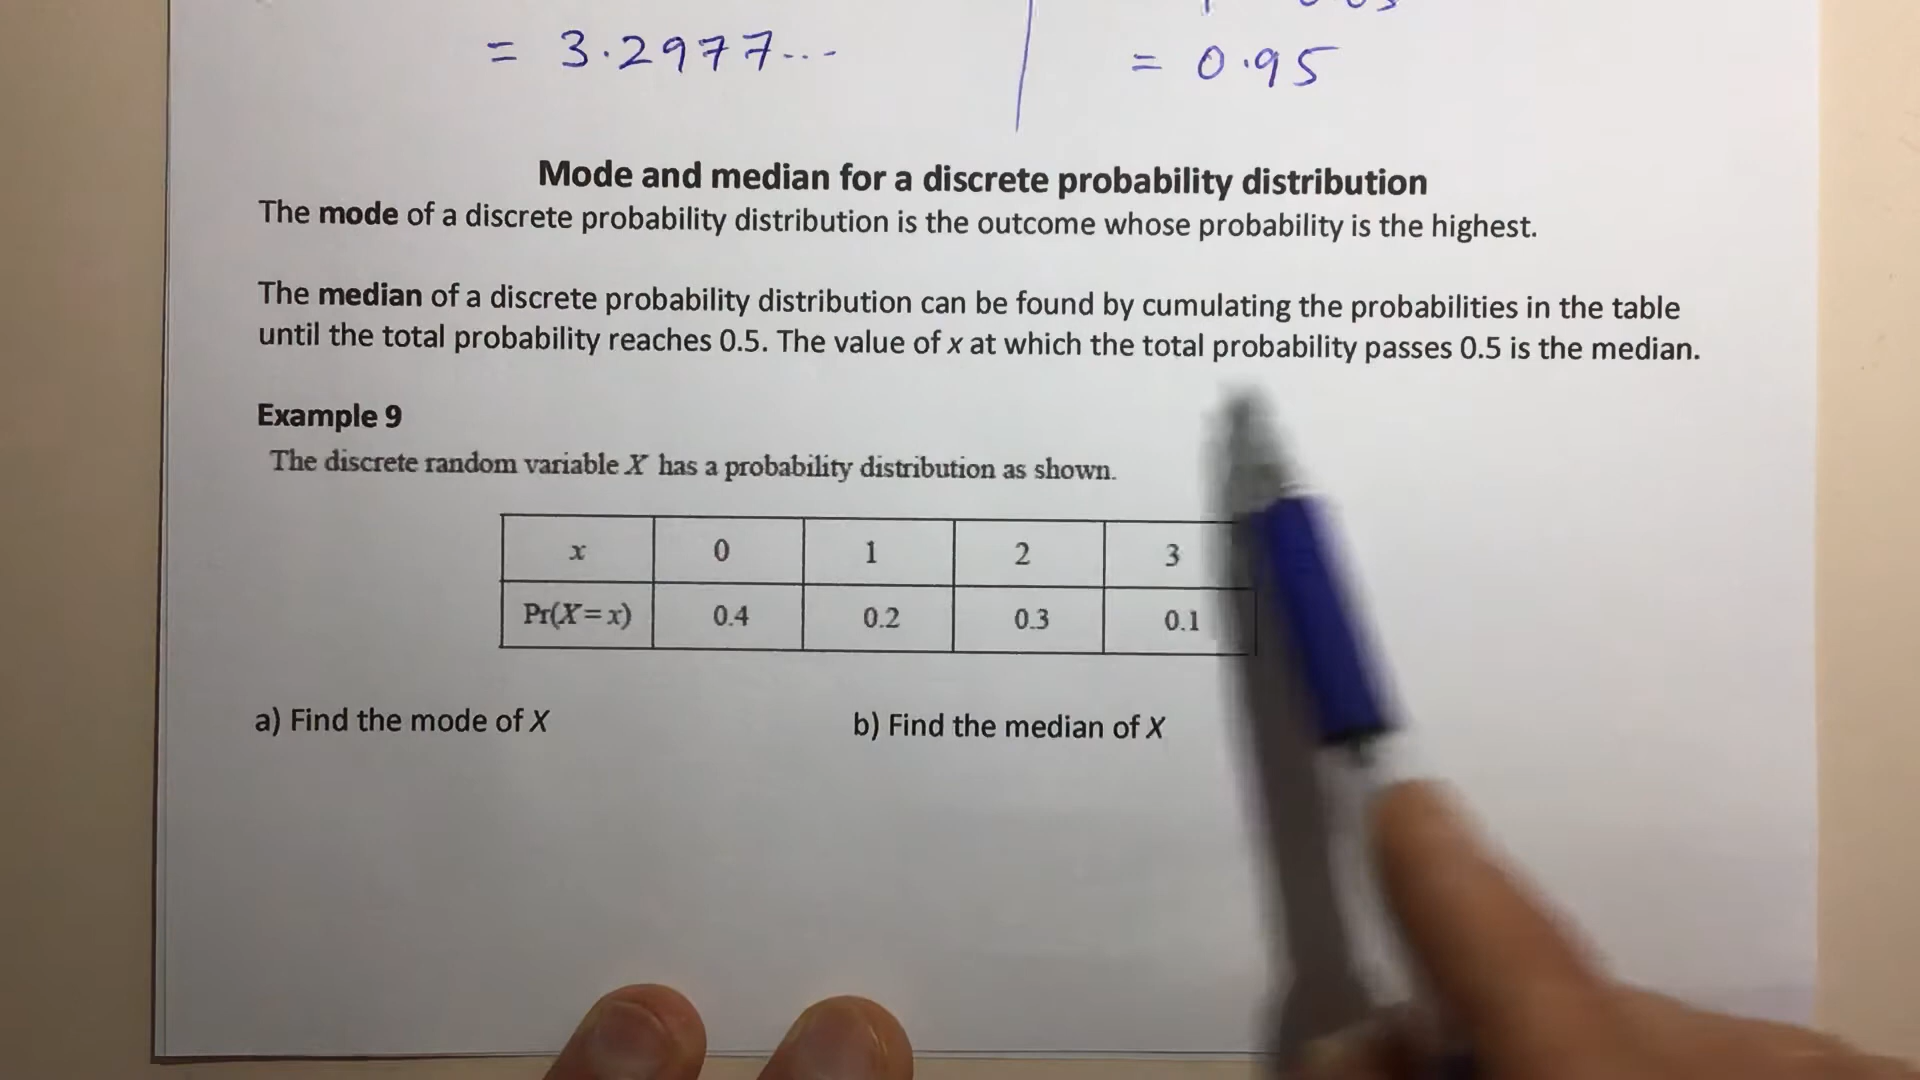 = 3.2977...
= 0.95
Mode and median for a discrete probability distribution
The mode of a discrete probability distribution is the outcome whose probability is the highest.
The median of a discrete probability distribution can be found by cumulating the probabilities in the table
until the total probability reaches 0.5. The value of x at which the total probability passes 0.5 is the median.
Example 9
The discrete random variable X has a probability distribution as shown.
x 0 1 2 3
Pr(X=x) 0.4 0.2 0.3 0.1
a) Find the mode of X
b) Find the median of X